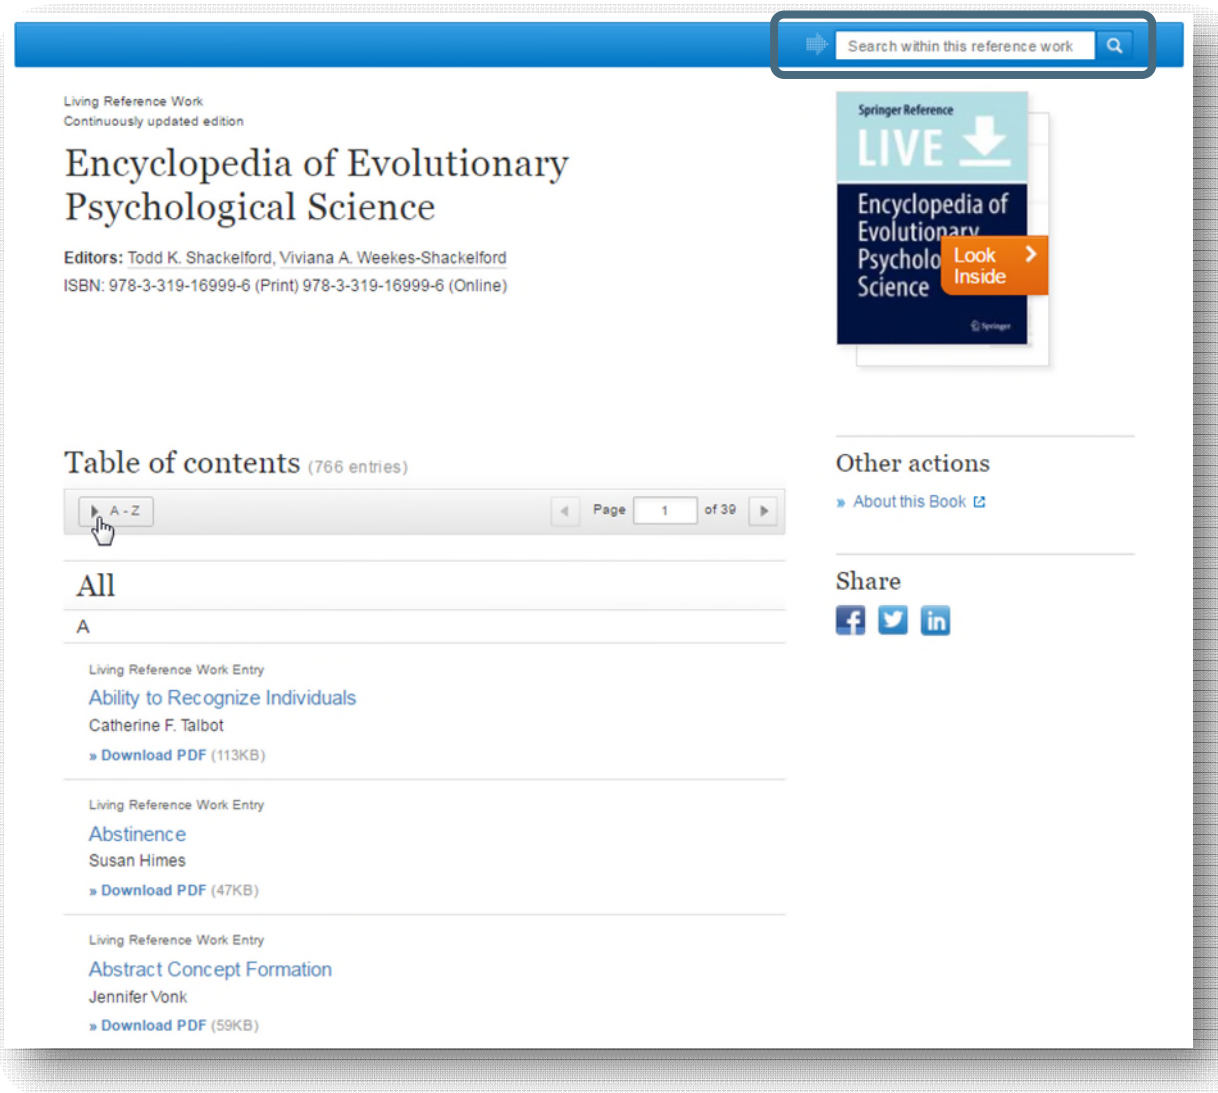 Search within this reference work
Living Reference Work
Continuously updated edition
Encyclopedia of Evolutionary
Psychological Science
Editors: Todd K. Shackelford, Viviana A. Weekes-Shackelford
ISBN: 978-3-319-16999-6 (Print) 978-3-319-16999-6 (Online)
Springer Reference
LIVE
Encyclopedia of
Evolutionary
Psycholo
Science
Look
Inside
Springer
Table of contents (766 entries)
A - Z
Page 1 of 39
All
A
Living Reference Work Entry
Ability to Recognize Individuals
Catherine F. Talbot
» Download PDF (113KB)
Living Reference Work Entry
Abstinence
Susan Himes
» Download PDF (47KB)
Living Reference Work Entry
Abstract Concept Formation
Jennifer Vonk
» Download PDF (59KB)
Other actions
» About this Book
Share
f
in